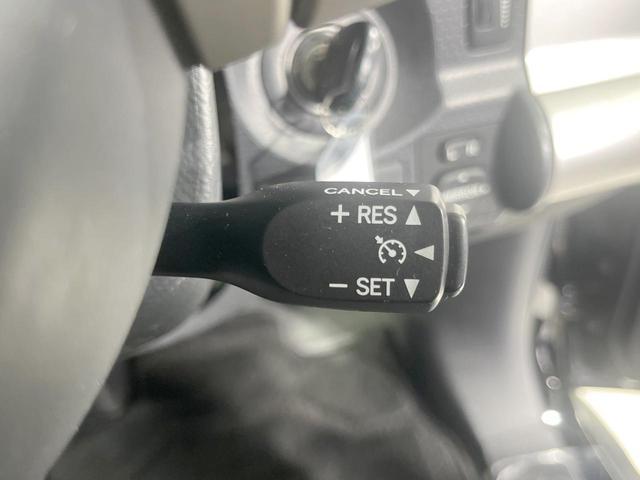 CANCEL ▼
+ RES ▲
◀
− SET ▼